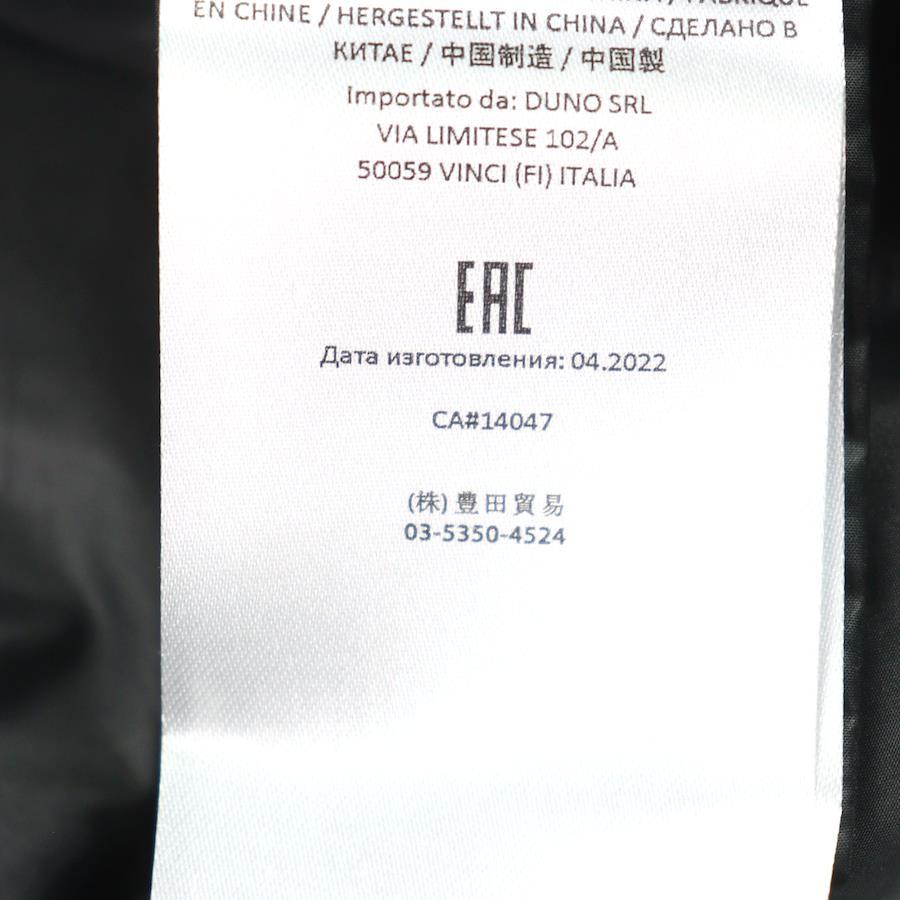 / FABRIQUÉ
EN CHINE / HERGESTELLT IN CHINA / СДЕЛАНО В
КИТАЕ / 中国制造 / 中国製
Importato da: DUNO SRL
VIA LIMITESE 102/A
50059 VINCI (FI) ITALIA
EAC
Дата изготовления: 04.2022
CA#14047
(株) 豊田貿易
03-5350-4524